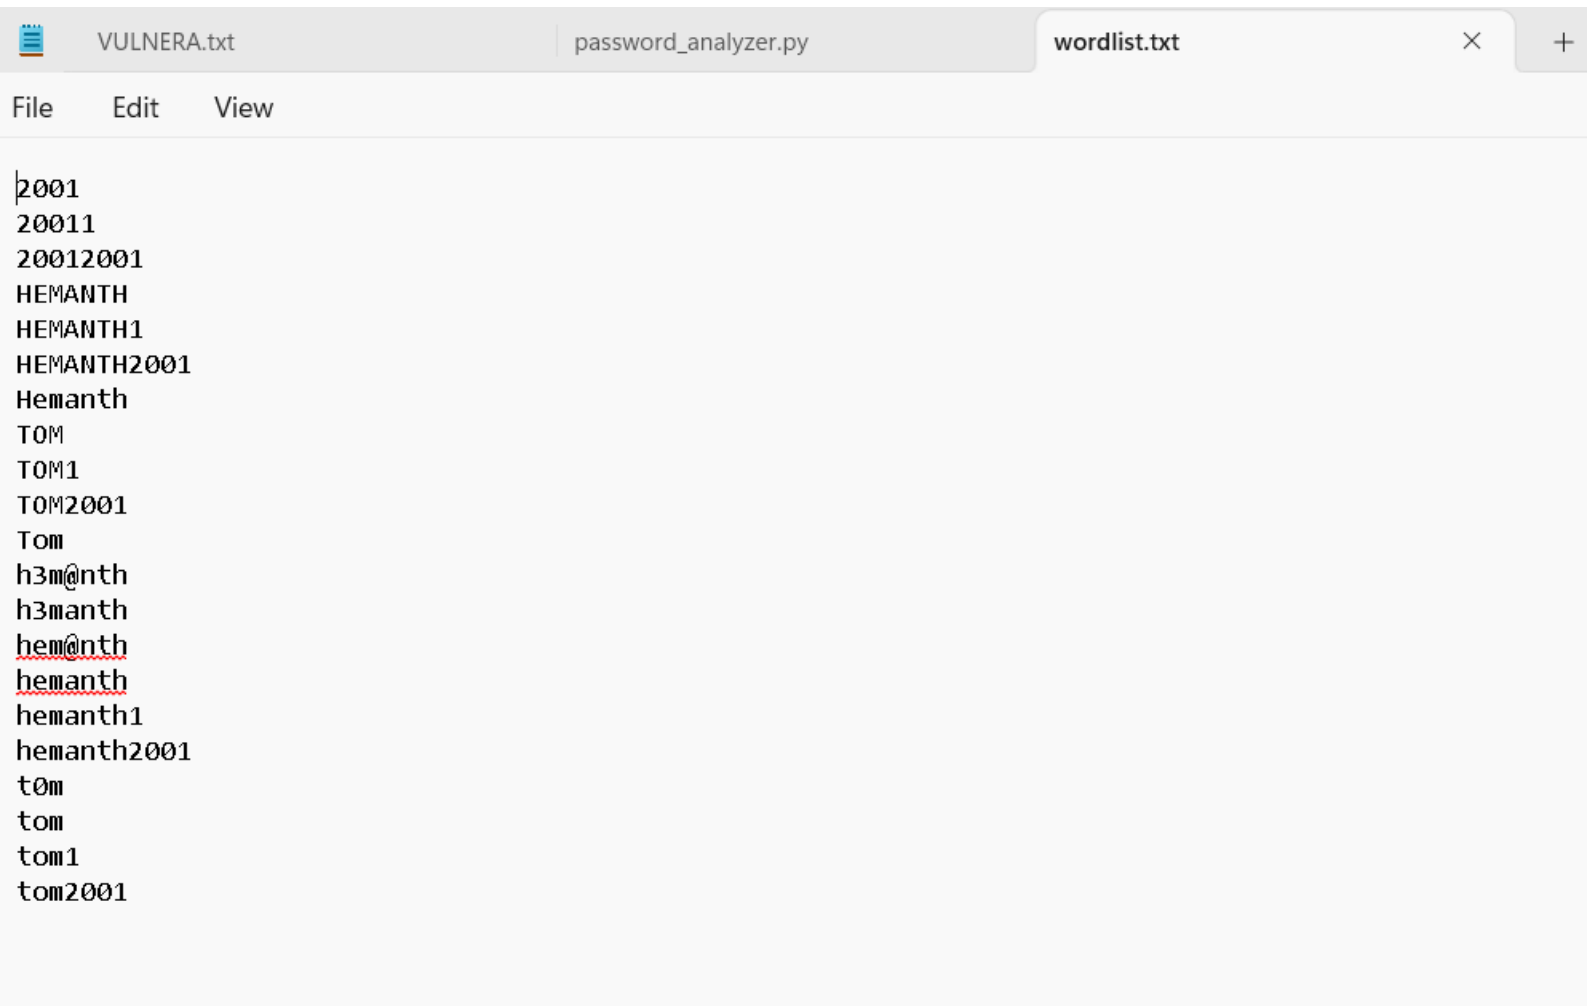 VULNERA.txt password_analyzer.py wordlist.txt
File Edit View
2001
20011
20012001
HEMANTH
HEMANTH1
HEMANTH2001
Hemanth
TOM
TOM1
TOM2001
Tom
h3m@nth
h3manth
hem@nth
hemanth
hemanth1
hemanth2001
t0m
tom
tom1
tom2001